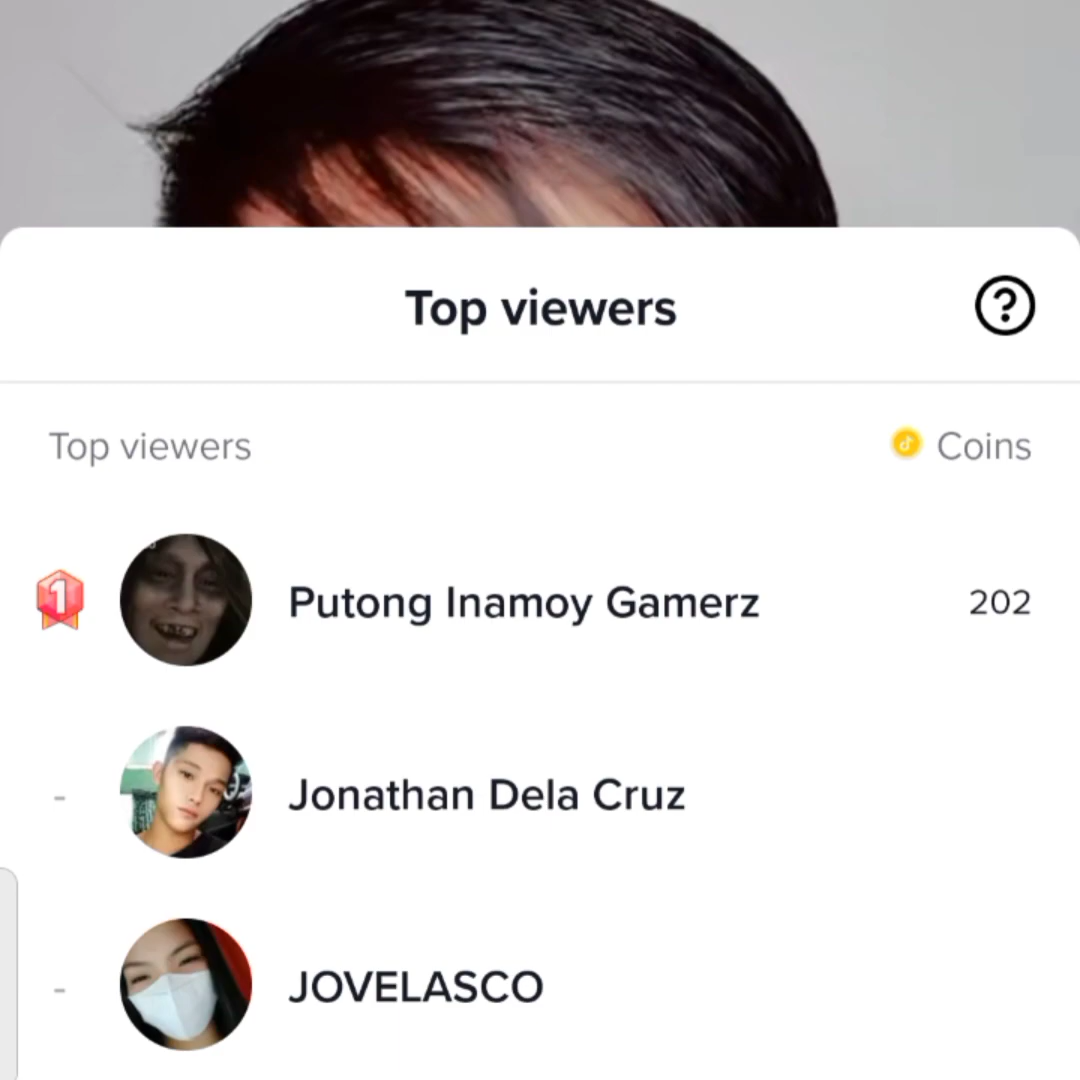 Top viewers
Top viewers Coins
1 Putong Inamoy Gamerz 202
- Jonathan Dela Cruz
- JOVELASCO